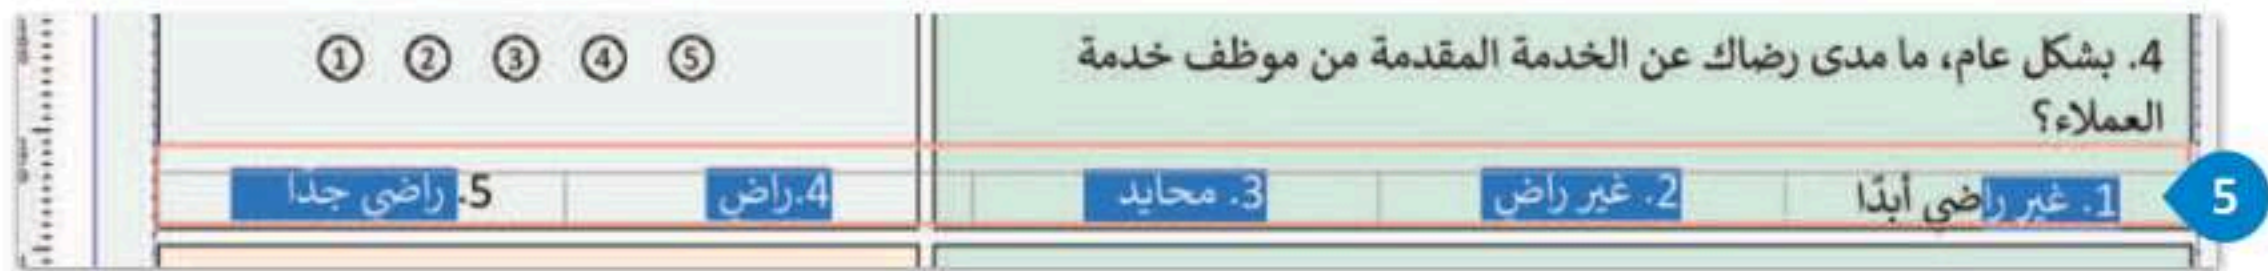 4. بشكل عام، ما مدى رضاك عن الخدمة المقدمة من موظف خدمة
العملاء؟
⑤ ④ ③ ② ①
1. غير راضي أبدًا 2. غير راض 3. محايد 4.راض 5. راضي جدًا
5